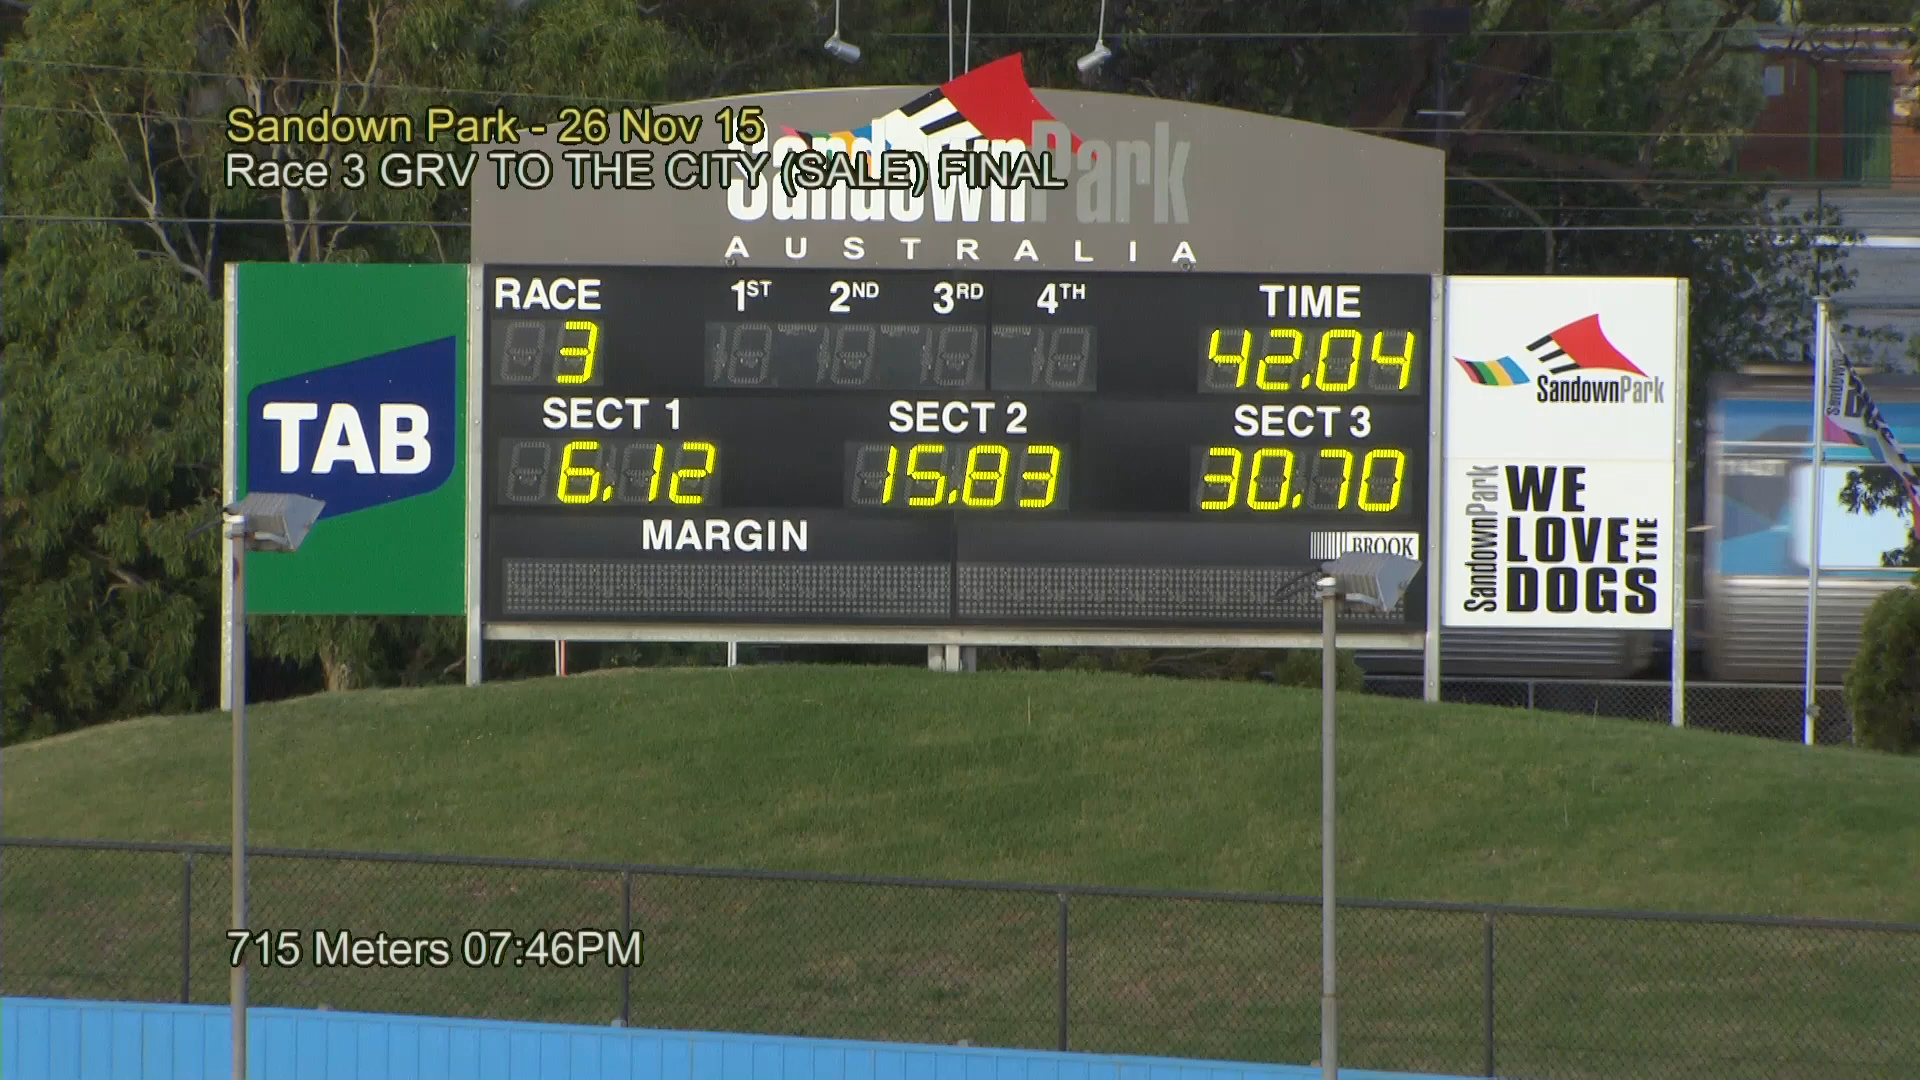 Sandown Park - 26 Nov 15
Race 3 GRV TO THE CITY (SALE) FINAL
SandownPark
AUSTRALIA
RACE 1ST 2ND 3RD 4TH TIME
3 42.04
SECT 1 SECT 2 SECT 3
6.12 15.83 30.70
MARGIN
BROOK
TAB
SandownPark
SandownPark
WE
LOVE THE
DOGS
715 Meters 07:46PM